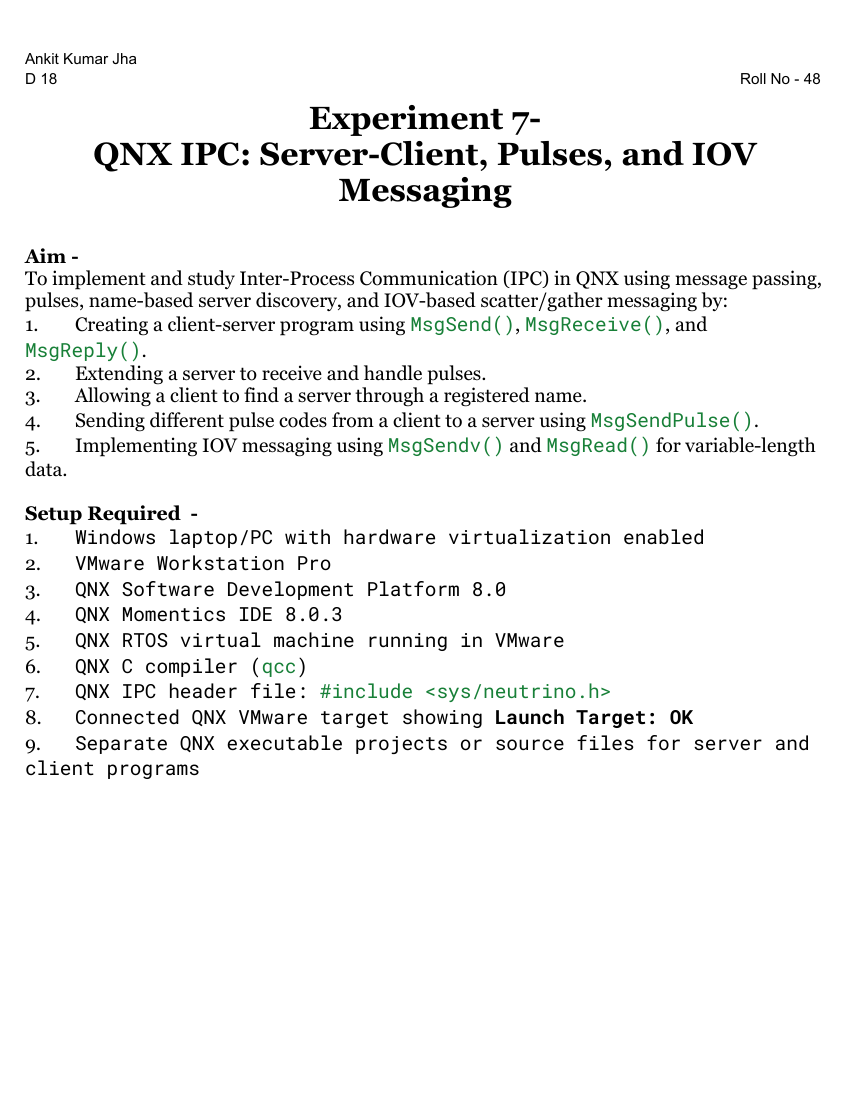 Ankit Kumar Jha
D 18
Roll No - 48
Experiment 7-
QNX IPC: Server-Client, Pulses, and IOV
Messaging
Aim -
To implement and study Inter-Process Communication (IPC) in QNX using message passing,
pulses, name-based server discovery, and IOV-based scatter/gather messaging by:
1. Creating a client-server program using MsgSend(), MsgReceive(), and
MsgReply().
2. Extending a server to receive and handle pulses.
3. Allowing a client to find a server through a registered name.
4. Sending different pulse codes from a client to a server using MsgSendPulse().
5. Implementing IOV messaging using MsgSendv() and MsgRead() for variable-length
data.
Setup Required -
1. Windows laptop/PC with hardware virtualization enabled
2. VMware Workstation Pro
3. QNX Software Development Platform 8.0
4. QNX Momentics IDE 8.0.3
5. QNX RTOS virtual machine running in VMware
6. QNX C compiler (qcc)
7. QNX IPC header file: #include <sys/neutrino.h>
8. Connected QNX VMware target showing Launch Target: OK
9. Separate QNX executable projects or source files for server and
client programs